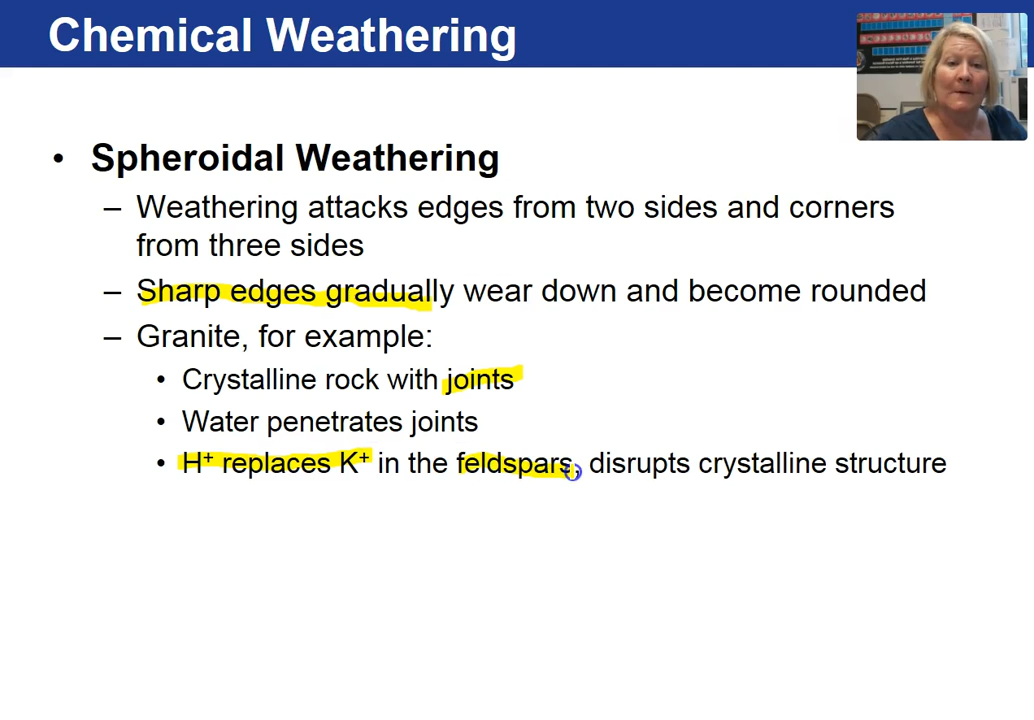 Chemical Weathering
• Spheroidal Weathering
– Weathering attacks edges from two sides and corners
from three sides
– Sharp edges gradually wear down and become rounded
– Granite, for example:
• Crystalline rock with joints
• Water penetrates joints
• H⁺ replaces K⁺ in the feldspars, disrupts crystalline structure